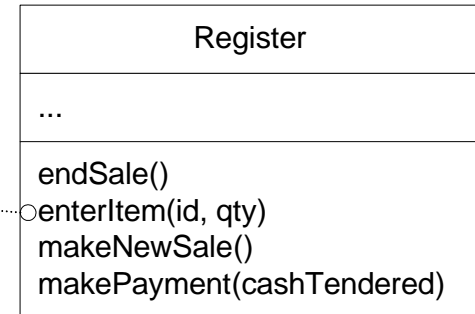 Register
...
endSale()
enterItem(id, qty)
makeNewSale()
makePayment(cashTendered)